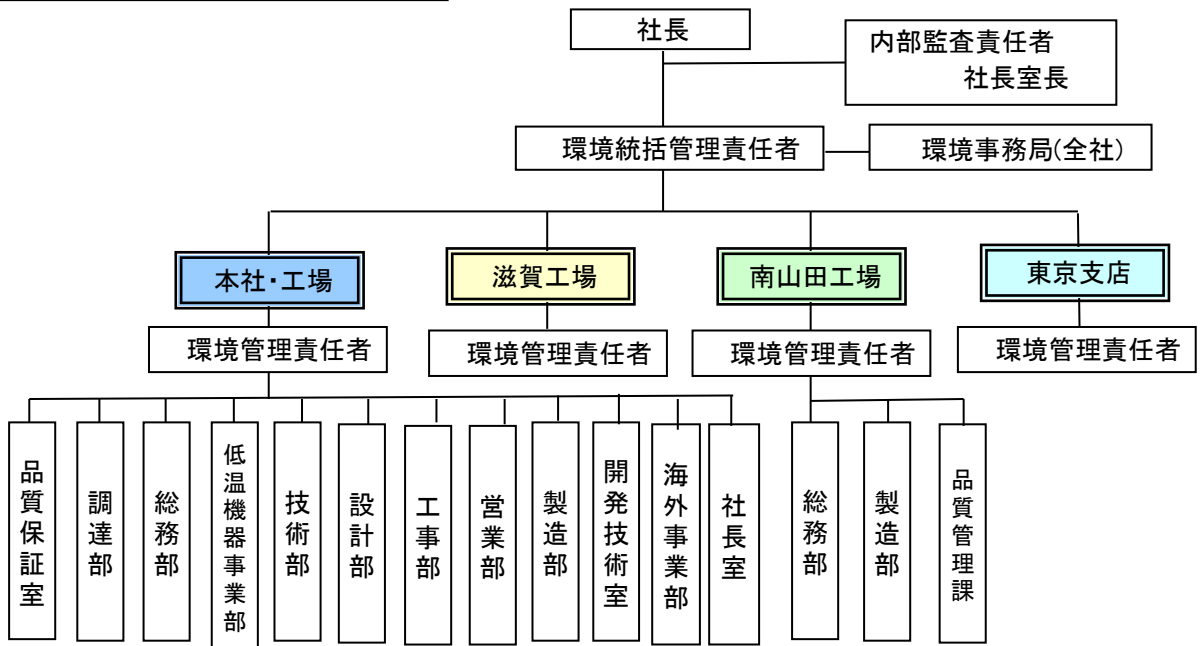 社長
内部監査責任者
社長室長
環境統括管理責任者
環境事務局(全社)
本社・工場
滋賀工場
南山田工場
東京支店
環境管理責任者
環境管理責任者
環境管理責任者
環境管理責任者
品質保証室
調達部
総務部
低温機器事業部
技術部
設計部
工事部
営業部
製造部
開発技術室
海外事業部
社長室
総務部
製造部
品質管理課